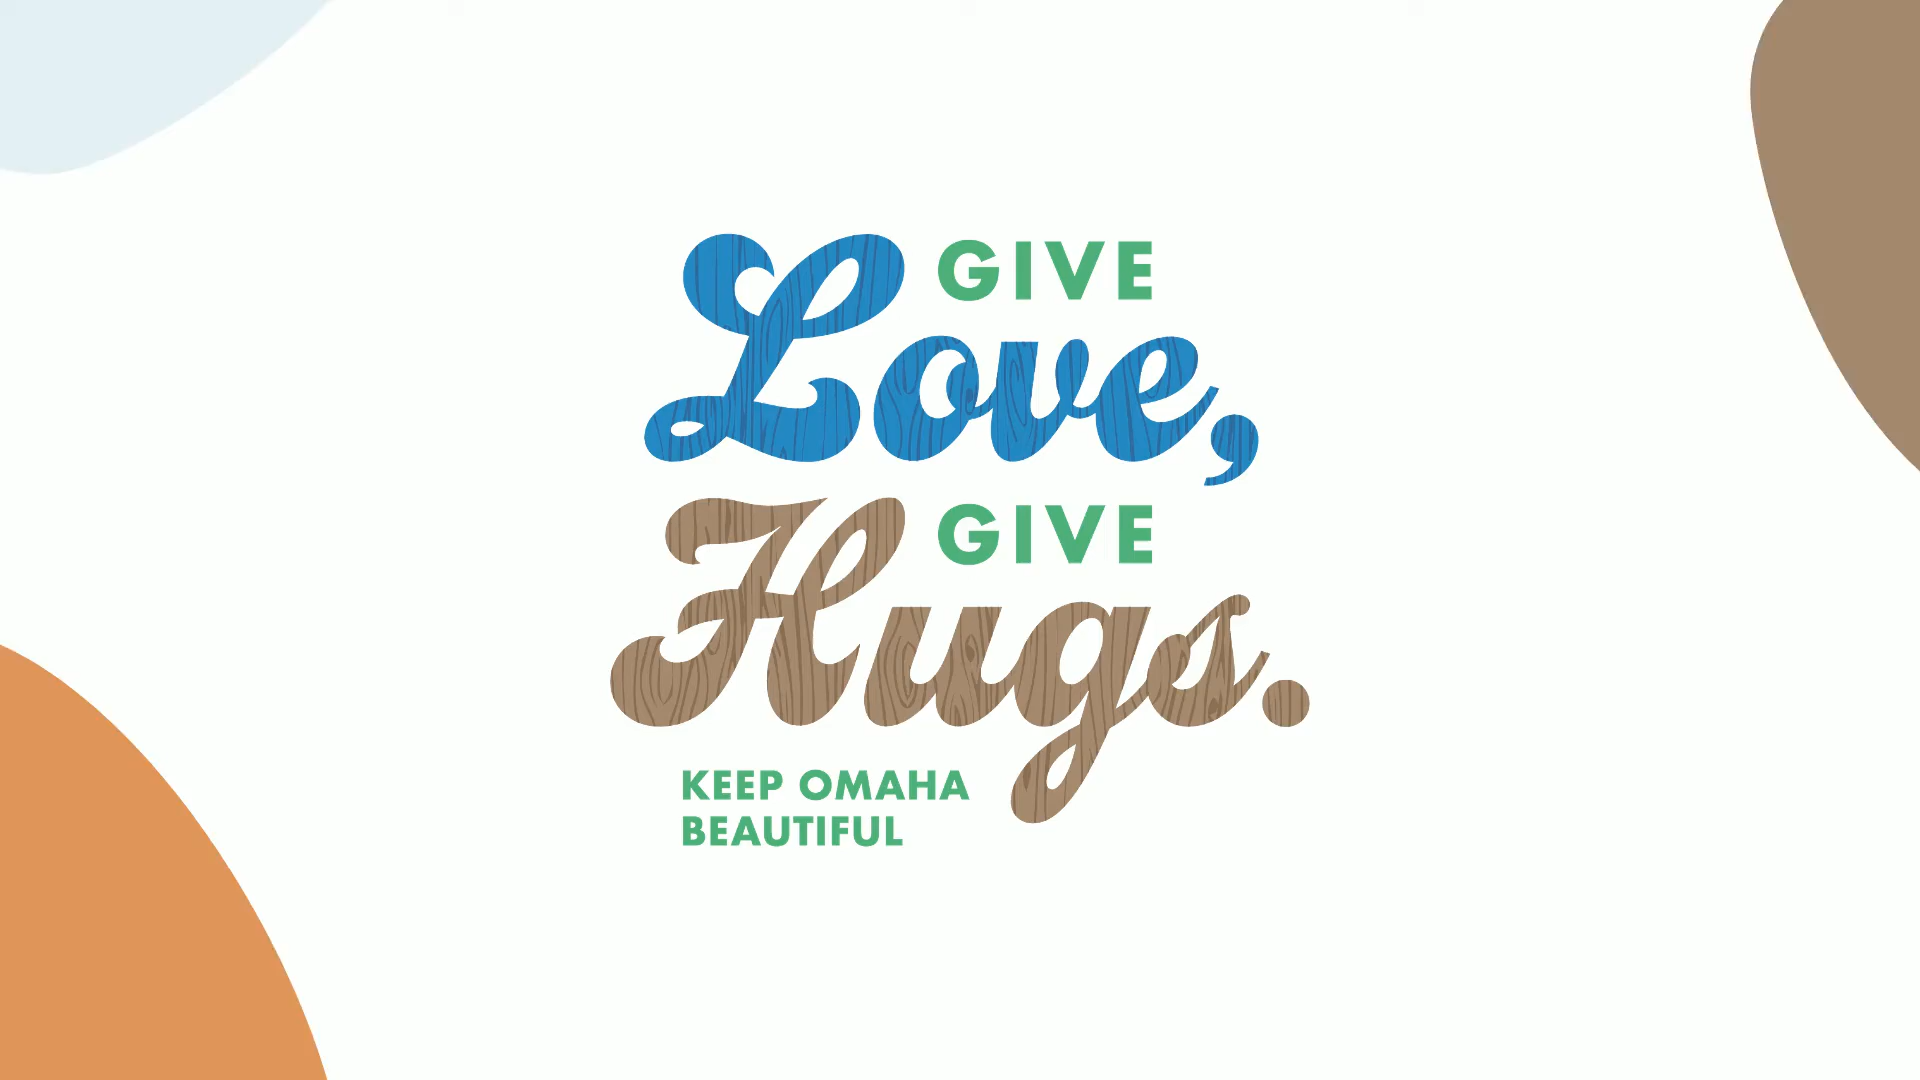 GIVE
Love,
GIVE
Hugs.
KEEP OMAHA
BEAUTIFUL